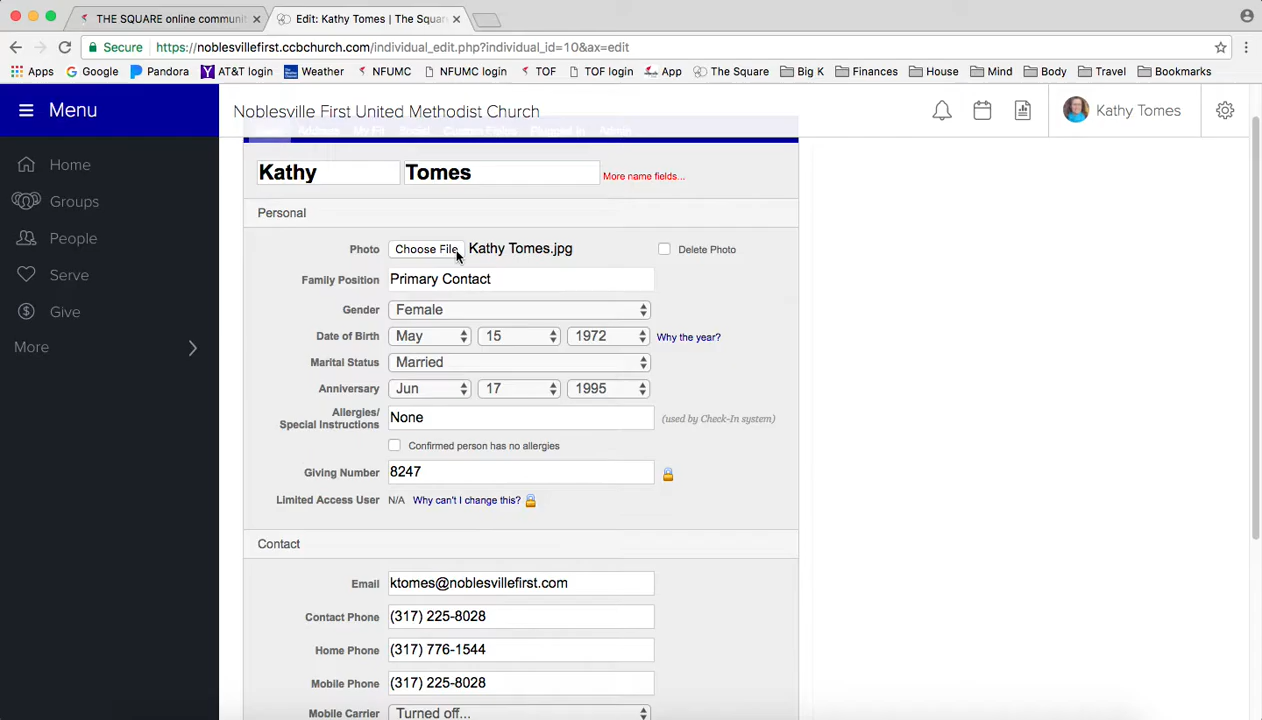 THE SQUARE online communit
Edit: Kathy Tomes | The Squar
Secure https://noblesvillefirst.ccbchurch.com/individual_edit.php?individual_id=10&ax=edit
Apps Google Pandora AT&T login Weather NFUMC NFUMC login TOF TOF login App The Square Big K Finances House Mind Body Travel Bookmarks
Menu
Noblesville First United Methodist Church
Kathy Tomes
Home
Groups
People
Serve
Give
More
Kathy Tomes More name fields...
Personal
Photo Choose File Kathy Tomes.jpg Delete Photo
Family Position Primary Contact
Gender Female
Date of Birth May 15 1972 Why the year?
Marital Status Married
Anniversary Jun 17 1995
Allergies/
Special Instructions None (used by Check-In system)
Confirmed person has no allergies
Giving Number 8247
Limited Access User N/A Why can't I change this?
Contact
Email ktomes@noblesvillefirst.com
Contact Phone (317) 225-8028
Home Phone (317) 776-1544
Mobile Phone (317) 225-8028
Mobile Carrier Turned off...